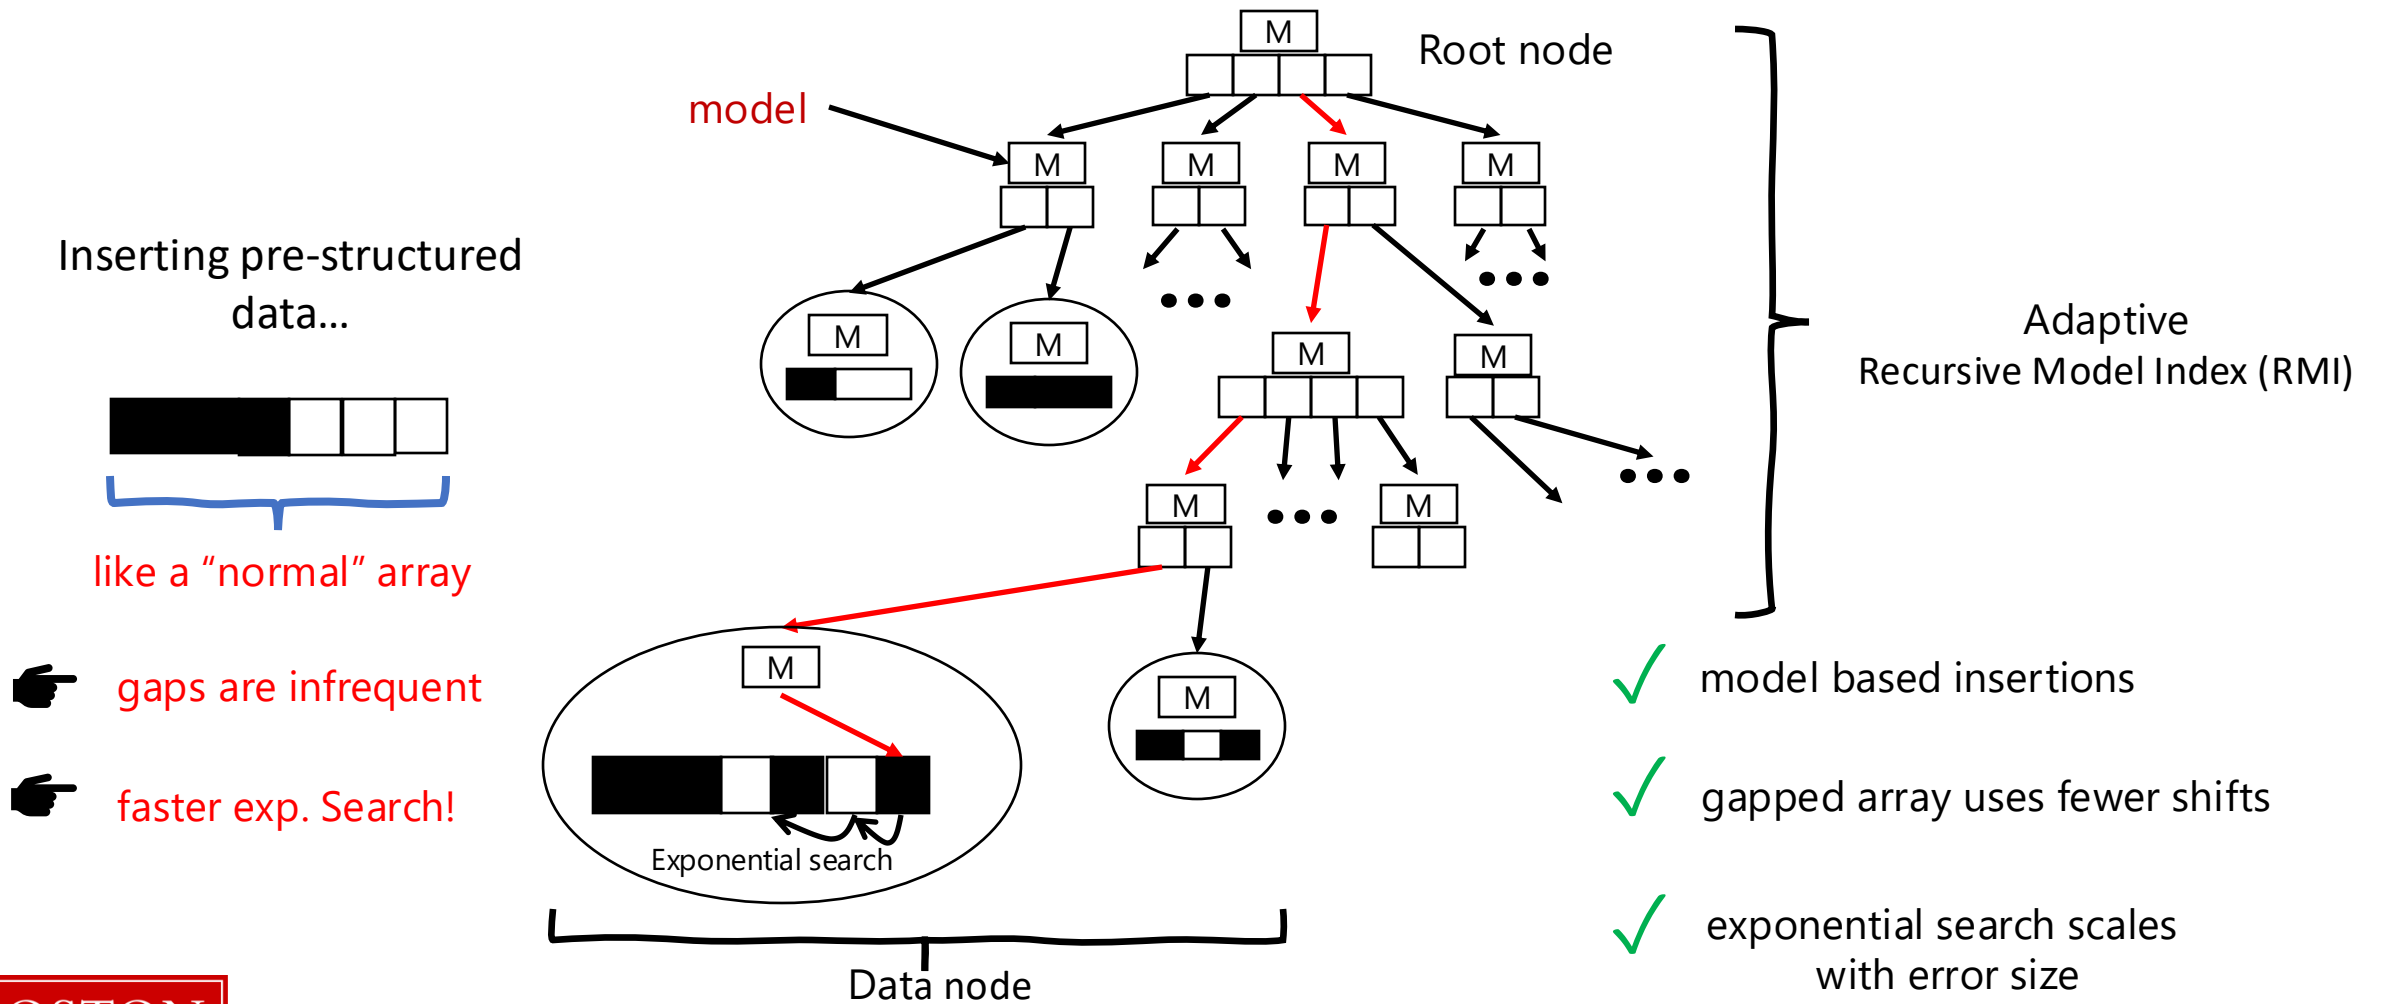 M
Root node
model
M
M
M
M
Inserting pre-structured
data...
M
M
M
M
Adaptive
Recursive Model Index (RMI)
M
M
like a “normal” array
M
M
gaps are infrequent
model based insertions
faster exp. Search!
gapped array uses fewer shifts
Exponential search
exponential search scales
with error size
Data node